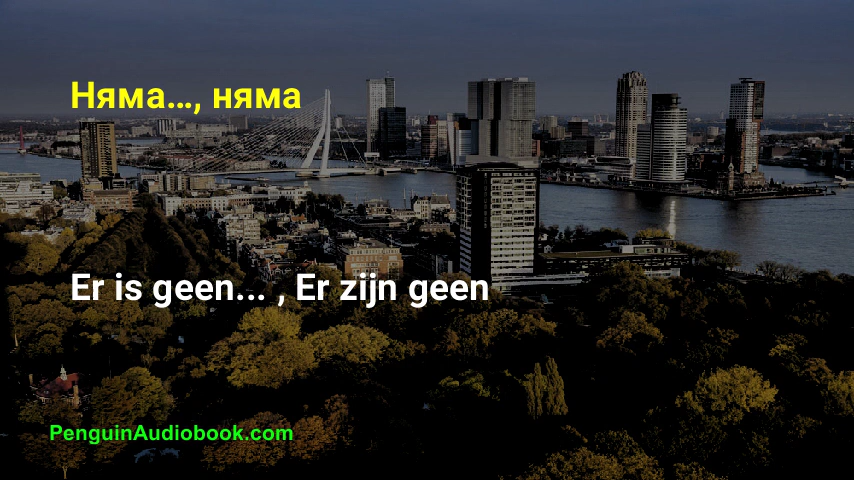 Няма…, няма
Er is geen... , Er zijn geen
PenguinAudiobook.com